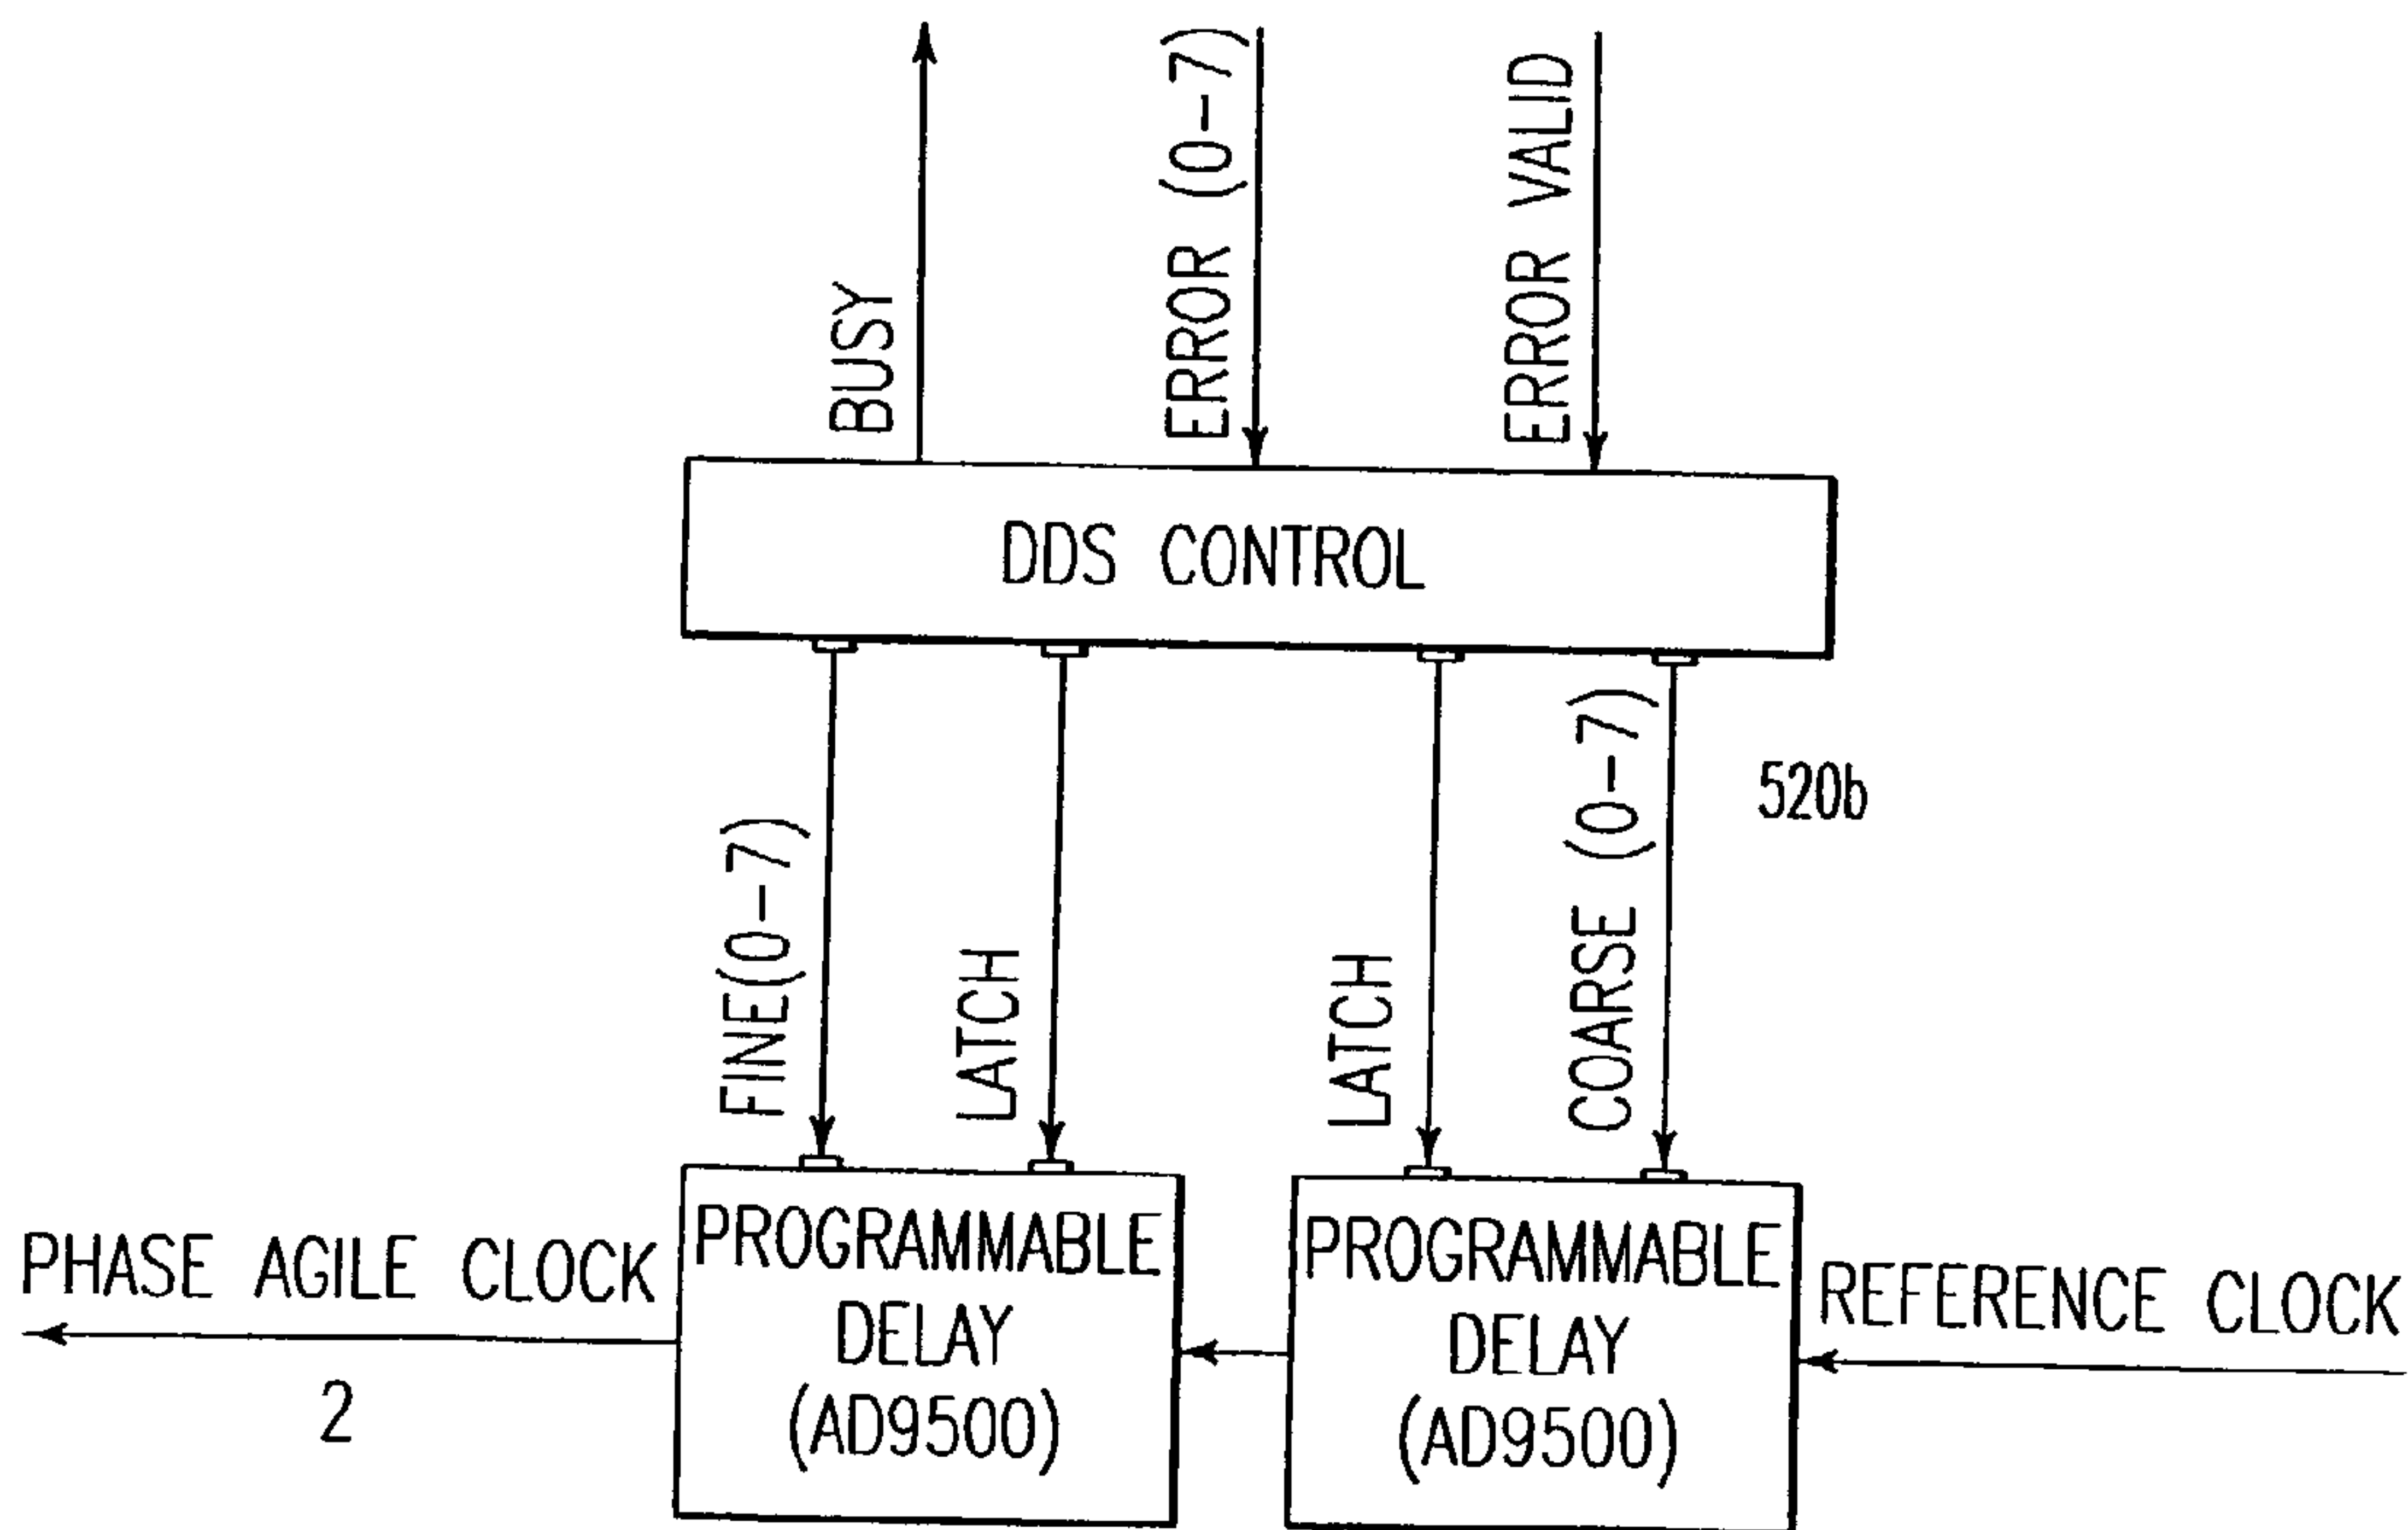 BUSY
ERROR (0-7)
ERROR VALID
DDS CONTROL
FINE(0-7)
LATCH
LATCH
COARSE (0-7)
520b
PHASE AGILE CLOCK
2
PROGRAMMABLE
DELAY
(AD9500)
PROGRAMMABLE
DELAY
(AD9500)
REFERENCE CLOCK